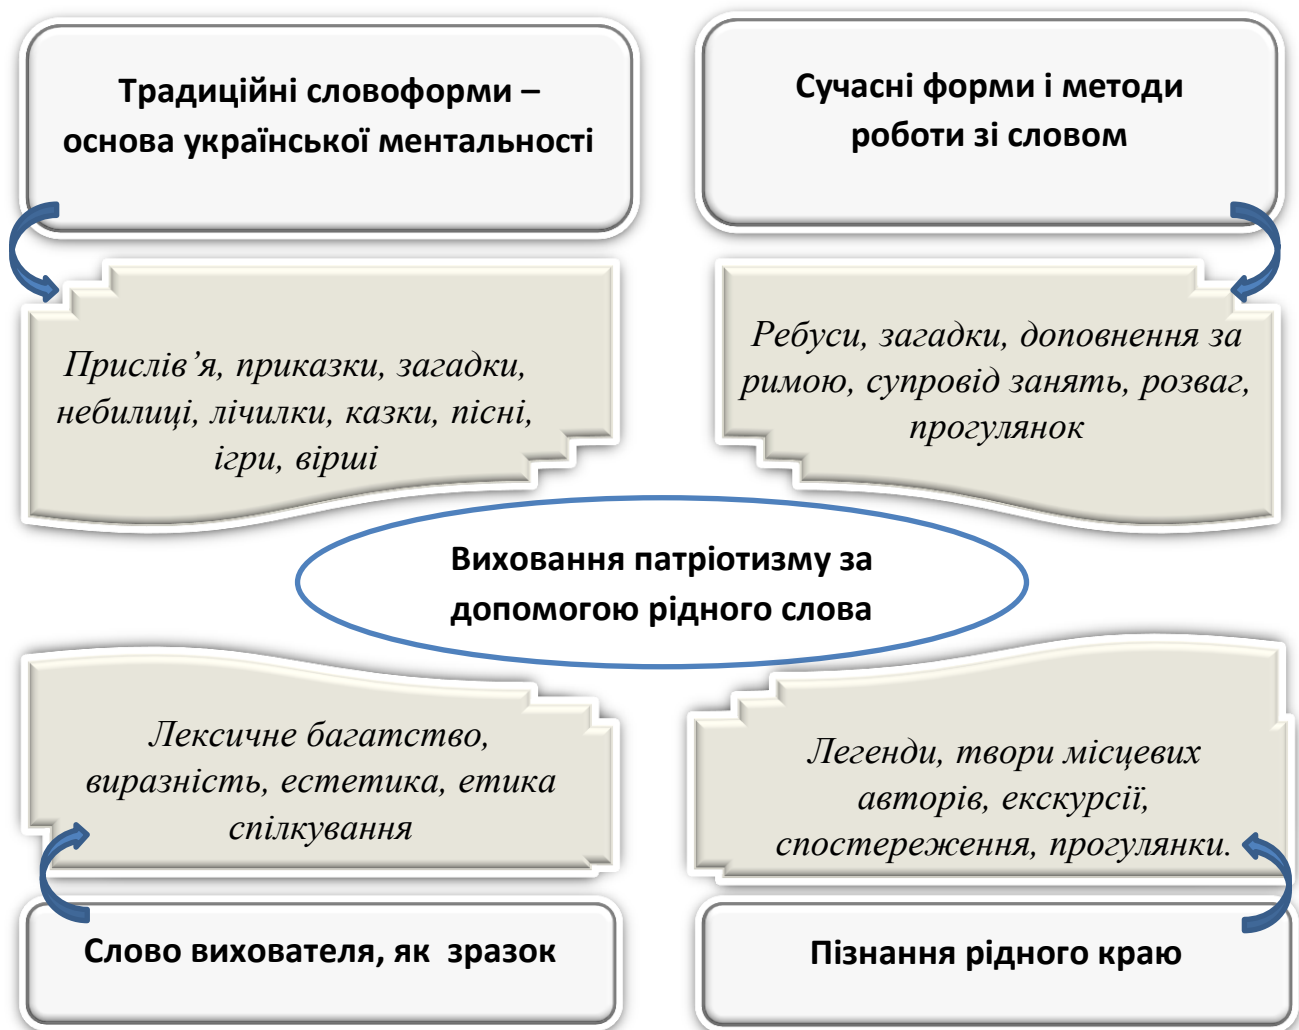 Традиційні словоформи –
основа української ментальності
Сучасні форми і методи
роботи зі словом
Прислів’я, приказки, загадки,
небилиці, лічилки, казки, пісні,
ігри, вірші
Ребуси, загадки, доповнення за
римою, супровід занять, розваг,
прогулянок
Виховання патріотизму за
допомогою рідного слова
Лексичне багатство,
виразність, естетика, етика
спілкування
Легенди, твори місцевих
авторів, екскурсії,
спостереження, прогулянки.
Слово вихователя, як  зразок
Пізнання рідного краю